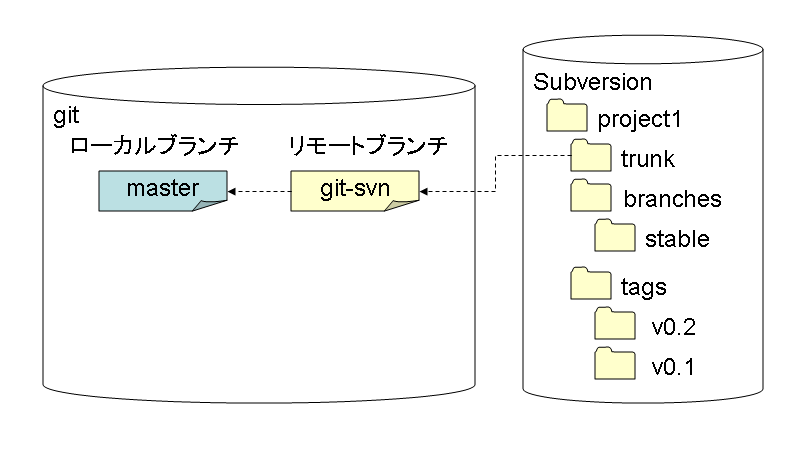 git
ローカルブランチ
リモートブランチ
master
git-svn
Subversion
project1
trunk
branches
stable
tags
v0.2
v0.1